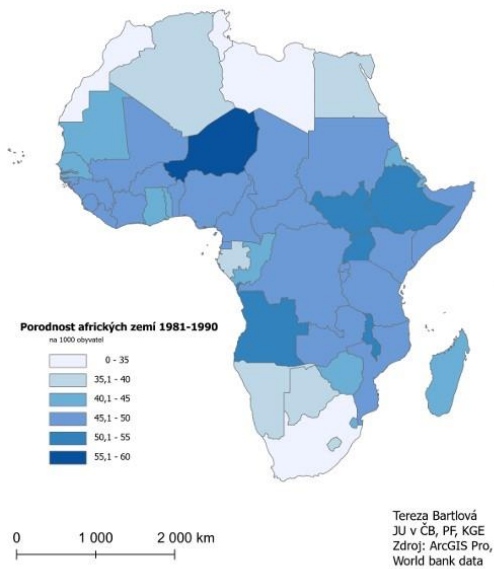 Porodnost afrických zemí 1981-1990
na 1000 obyvatel
0 - 35
35,1 - 40
40,1 - 45
45,1 - 50
50,1 - 55
55,1 - 60
0 1 000 2 000 km
Tereza Bartlová
JU v ČB, PF, KGE
Zdroj: ArcGIS Pro,
World bank data